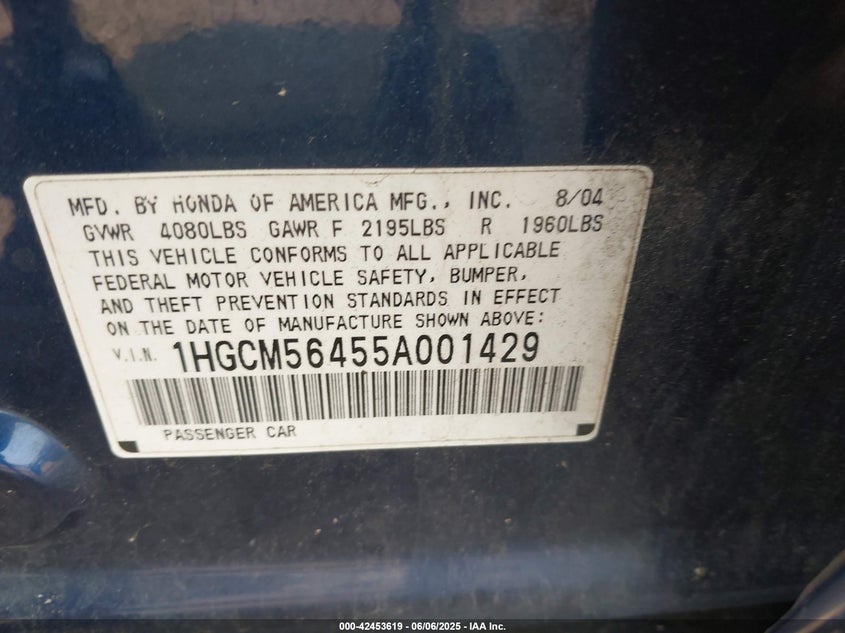 MFD. BY HONDA OF AMERICA MFG., INC. 8/04
GVWR 4080LBS GAWR F 2195LBS R 1960LBS
THIS VEHICLE CONFORMS TO ALL APPLICABLE
FEDERAL MOTOR VEHICLE SAFETY, BUMPER,
AND THEFT PREVENTION STANDARDS IN EFFECT
ON THE DATE OF MANUFACTURE SHOWN ABOVE:
V.I.N. 1HGCM56455A001429
PASSENGER CAR
000-42453619 - 06/06/2025 - IAA Inc.